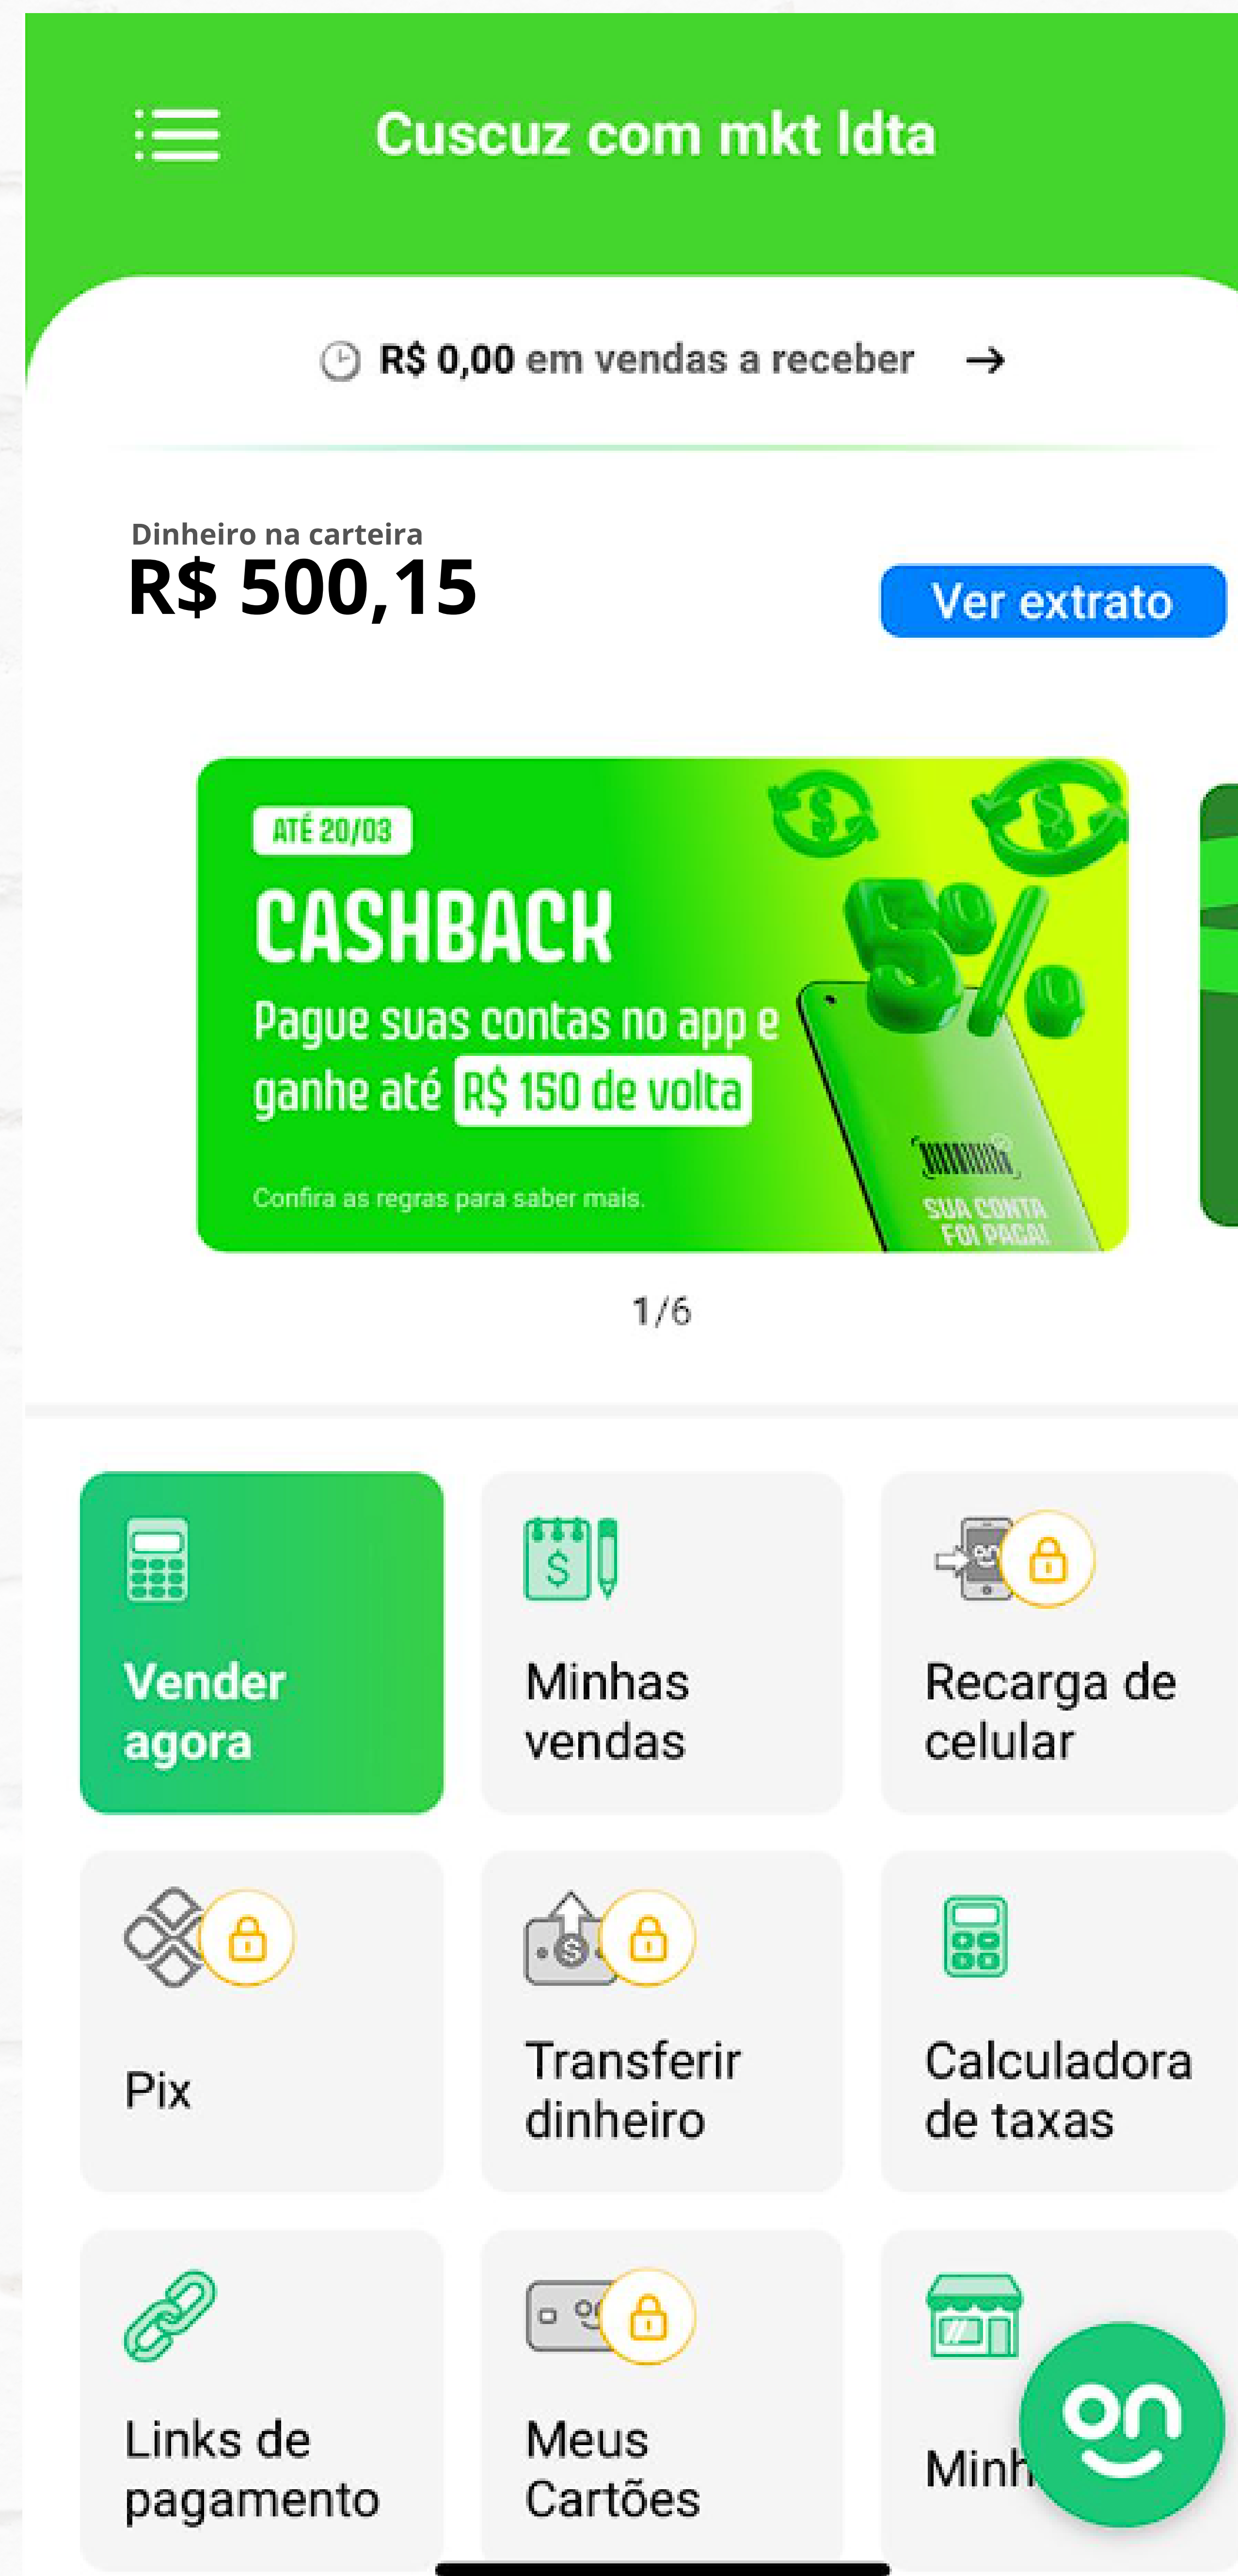 Cuscuz com mkt ldta
R$ 0,00 em vendas a receber
Dinheiro na carteira
R$ 500,15
Ver extrato
ATÉ 20/03
CASHBACK
Pague suas contas no app e
ganhe até R$ 150 de volta
Confira as regras para saber mais.
50%
SUA CONTA
FOI PAGA!
1/6
Vender
agora
Minhas
vendas
Recarga de
celular
Pix
Transferir
dinheiro
Calculadora
de taxas
Links de
pagamento
Meus
Cartões
Minh
on